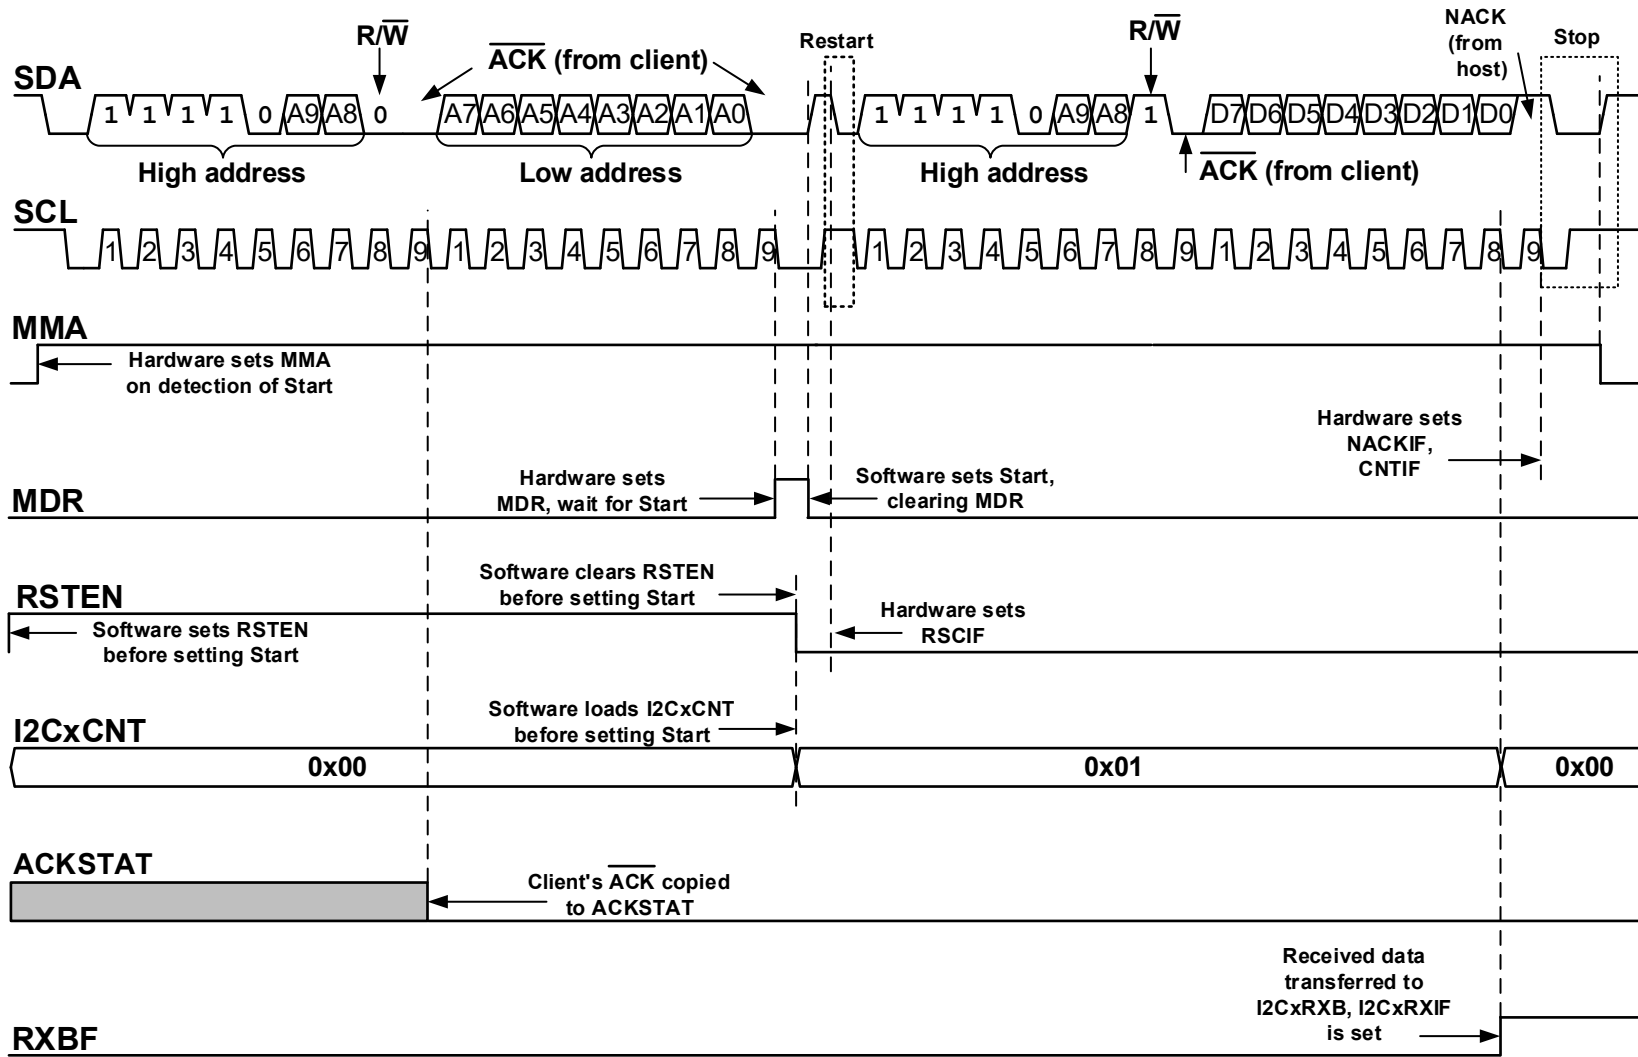 R/W
ACK (from client)
Restart
R/W
NACK
(from
host)
Stop
SDA
1 1 1 1 0 A9 A8 0 A7 A6 A5 A4 A3 A2 A1 A0 1 1 1 1 0 A9 A8 1 D7 D6 D5 D4 D3 D2 D1 D0
High address
Low address
High address
ACK (from client)
SCL
1 2 3 4 5 6 7 8 9 1 2 3 4 5 6 7 8 9 1 2 3 4 5 6 7 8 9 1 2 3 4 5 6 7 8 9
MMA
Hardware sets MMA
on detection of Start
Hardware sets
NACKIF,
CNTIF
Hardware sets
MDR, wait for Start
Software sets Start,
clearing MDR
MDR
Software clears RSTEN
before setting Start
RSTEN
Software sets RSTEN
before setting Start
Hardware sets
RSCIF
Software loads I2CxCNT
before setting Start
I2CxCNT
0x00
0x01
0x00
ACKSTAT
Client's ACK copied
to ACKSTAT
Received data
transferred to
I2CxRXB, I2CxRXIF
is set
RXBF